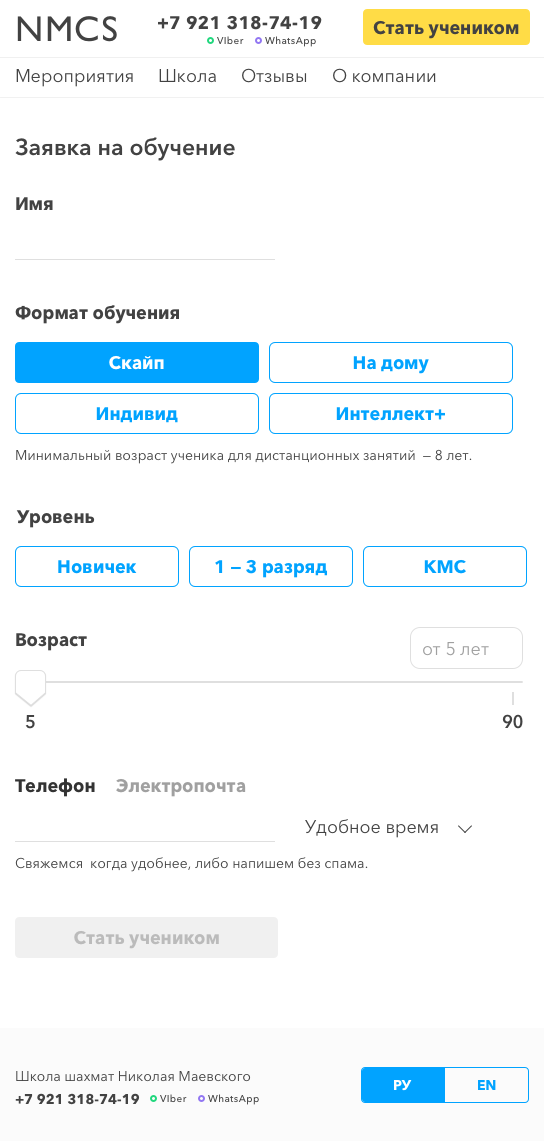 NMCS
+7 921 318-74-19
VIber WhatsApp
Стать учеником
Мероприятия Школа Отзывы О компании
Заявка на обучение
Имя
Формат обучения
Скайп На дому
Индивид Интеллект+
Минимальный возраст ученика для дистанционных занятий – 8 лет.
Уровень
Новичек 1 – 3 разряд КМС
Возраст
от 5 лет
5 90
Телефон Электропочта
Удобное время
Свяжемся когда удобнее, либо напишем без спама.
Стать учеником
Школа шахмат Николая Маевского
+7 921 318-74-19 VIber WhatsApp
РУ EN